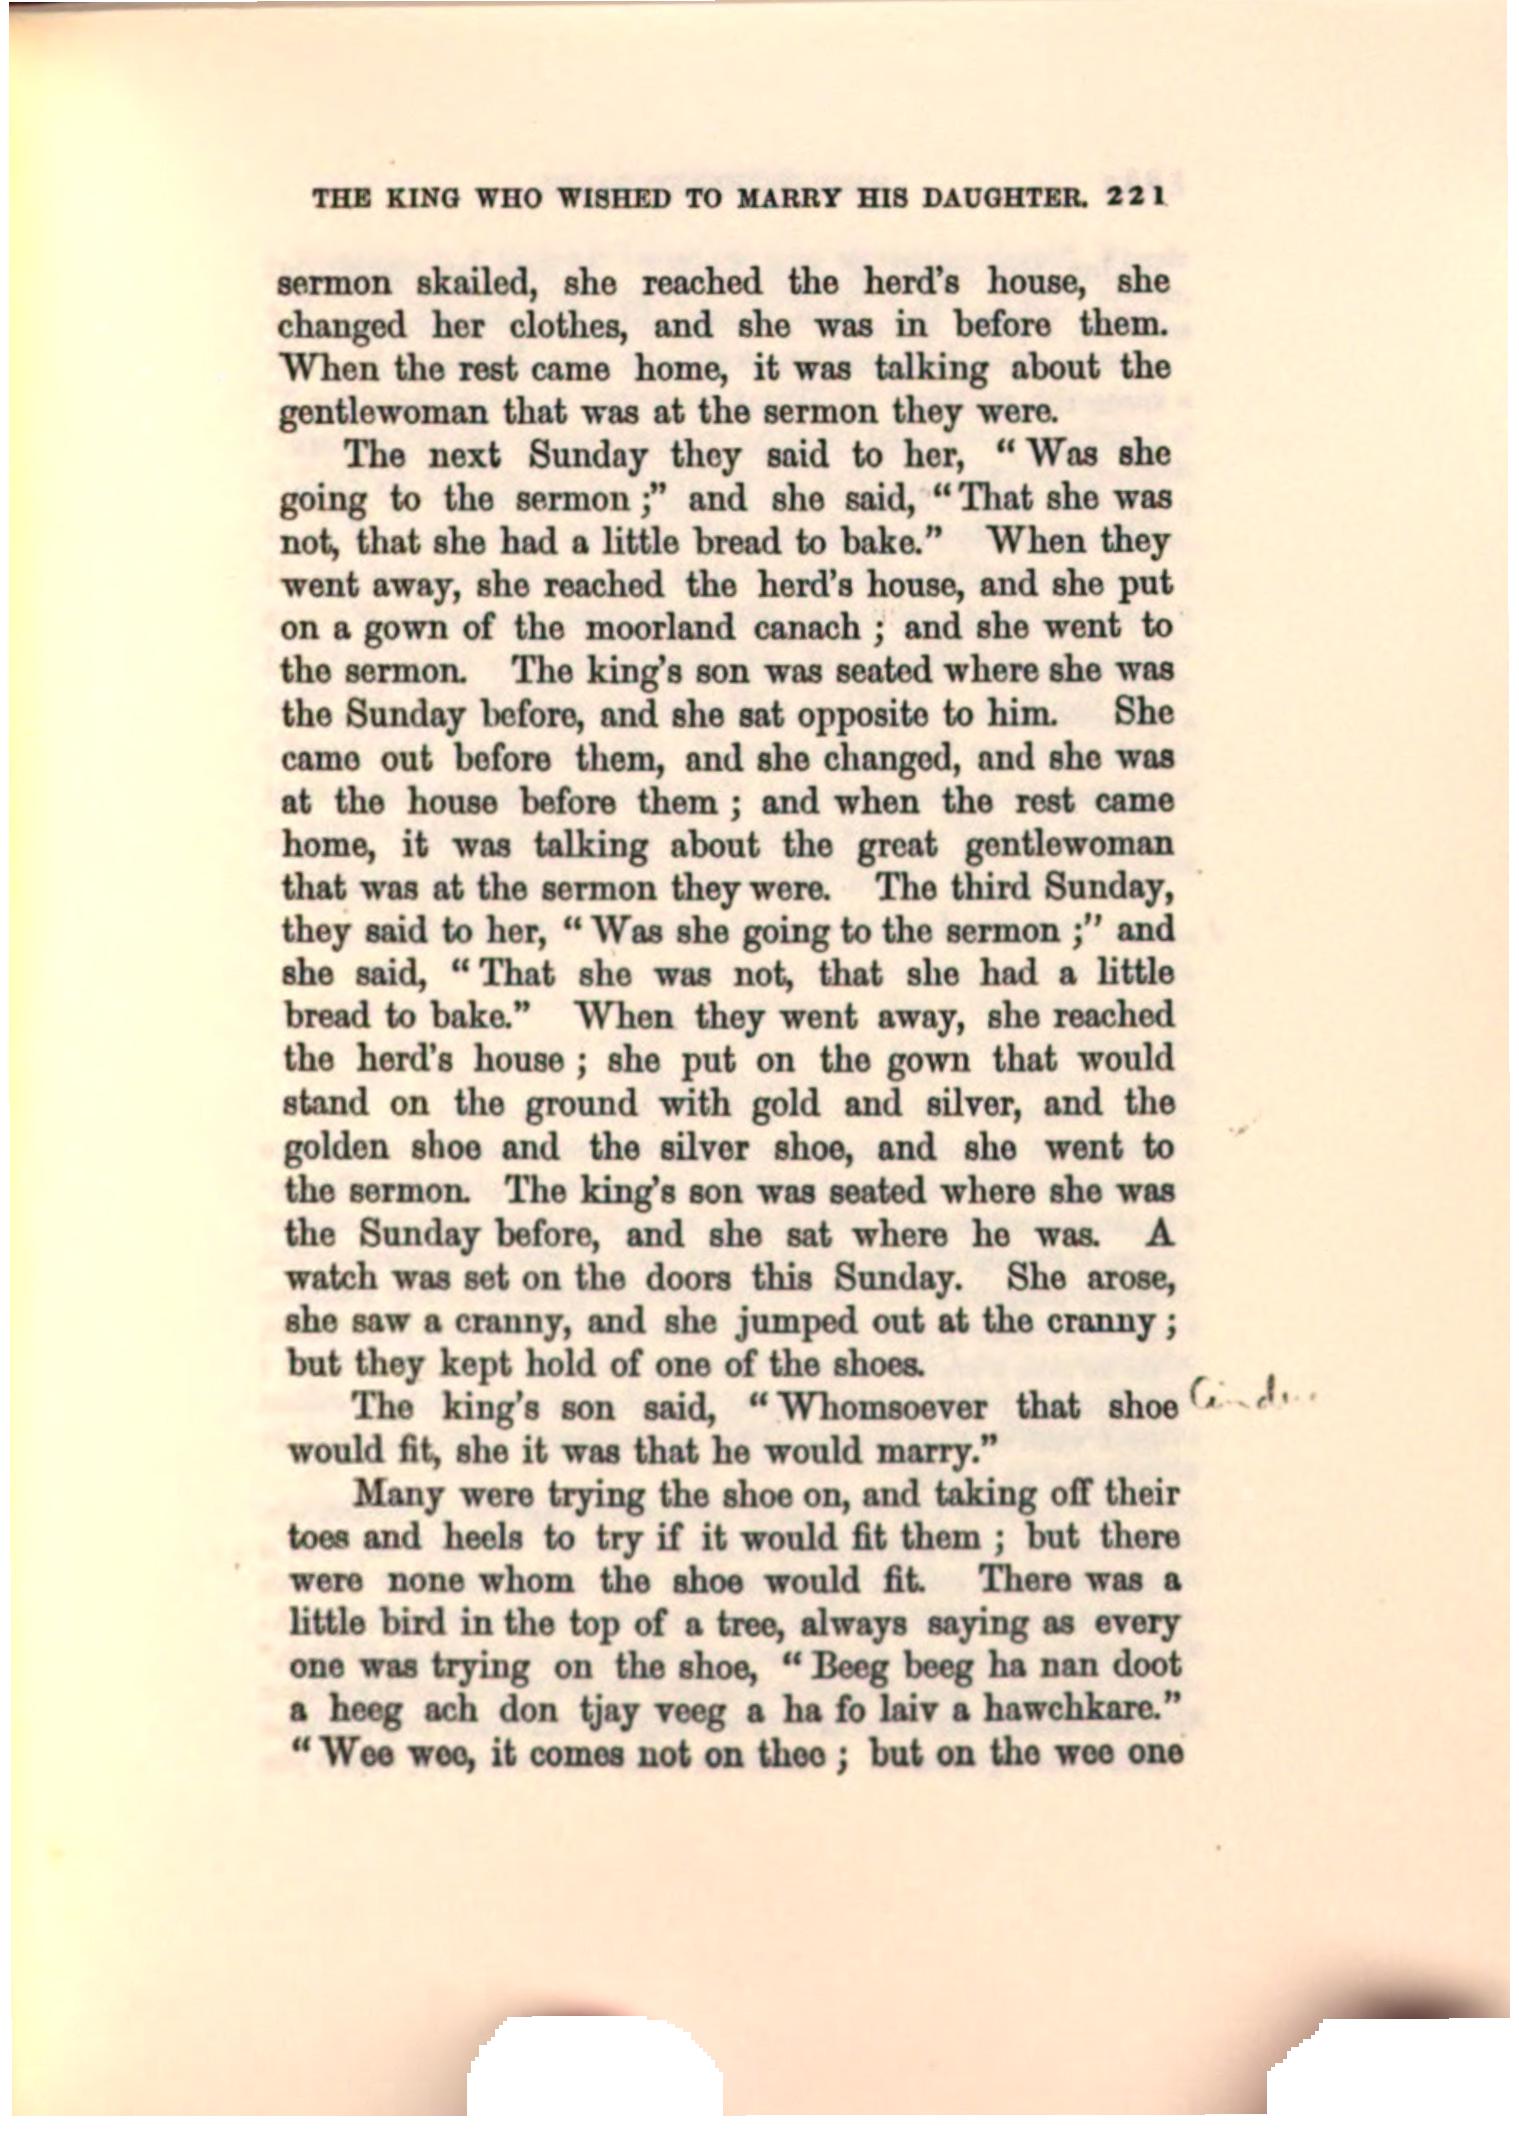 THE KING WHO WISHED TO MARRY HIS DAUGHTER. 221
sermon skailed, she reached the herd's house, she
changed her clothes, and she was in before them.
When the rest came home, it was talking about the
gentlewoman that was at the sermon they were.
The next Sunday they said to her, “Was she
going to the sermon;” and she said, “That she was
not, that she had a little bread to bake.” When they
went away, she reached the herd's house, and she put
on a gown of the moorland canach; and she went to
the sermon. The king's son was seated where she was
the Sunday before, and she sat opposite to him. She
came out before them, and she changed, and she was
at the house before them; and when the rest came
home, it was talking about the great gentlewoman
that was at the sermon they were. The third Sunday,
they said to her, “Was she going to the sermon;” and
she said, “That she was not, that she had a little
bread to bake.” When they went away, she reached
the herd's house; she put on the gown that would
stand on the ground with gold and silver, and the
golden shoe and the silver shoe, and she went to
the sermon. The king's son was seated where she was
the Sunday before, and she sat where he was. A
watch was set on the doors this Sunday. She arose,
she saw a cranny, and she jumped out at the cranny;
but they kept hold of one of the shoes.
The king's son said, “Whomsoever that shoe
would fit, she it was that he would marry.”
Many were trying the shoe on, and taking off their
toes and heels to try if it would fit them; but there
were none whom the shoe would fit. There was a
little bird in the top of a tree, always saying as every
one was trying on the shoe, “Beeg beeg ha nan doot
a heeg ach don tjay veeg a ha fo laiv a hawchkare.”
“Wee wee, it comes not on thee; but on the wee one